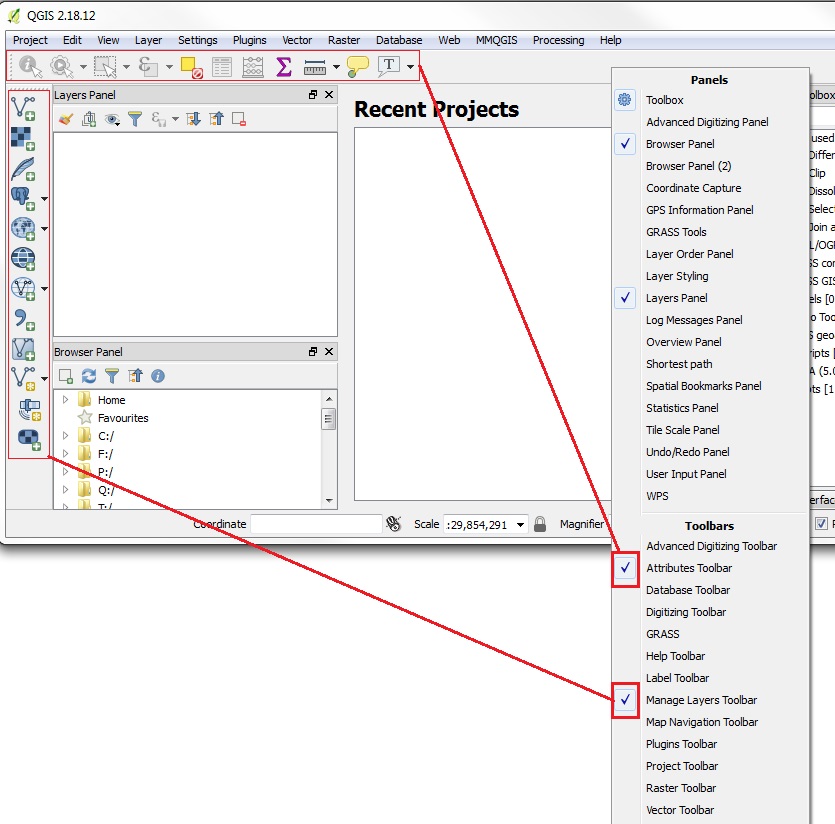 QGIS 2.18.12
Project Edit View Layer Settings Plugins Vector Raster Database Web MMQGIS Processing Help
T
Layers Panel
Recent Projects
Browser Panel
Home
Favourites
C:/
F:/
P:/
Q:/
T:/
Coordinate Scale :29,854,291 Magnifier
Panels
Toolbox
Advanced Digitizing Panel
Browser Panel
Browser Panel (2)
Coordinate Capture
GPS Information Panel
GRASS Tools
Layer Order Panel
Layer Styling
Layers Panel
Log Messages Panel
Overview Panel
Shortest path
Spatial Bookmarks Panel
Statistics Panel
Tile Scale Panel
Undo/Redo Panel
User Input Panel
WPS
Toolbars
Advanced Digitizing Toolbar
Attributes Toolbar
Database Toolbar
Digitizing Toolbar
GRASS
Help Toolbar
Label Toolbar
Manage Layers Toolbar
Map Navigation Toolbar
Plugins Toolbar
Project Toolbar
Raster Toolbar
Vector Toolbar
olbox
used
Differ
Clip
Dissol
Select
Join a
L/OG
SS con
SS GIS
els [0
o Too
S geo
ripts [
A (5.0
ots [1
erfac